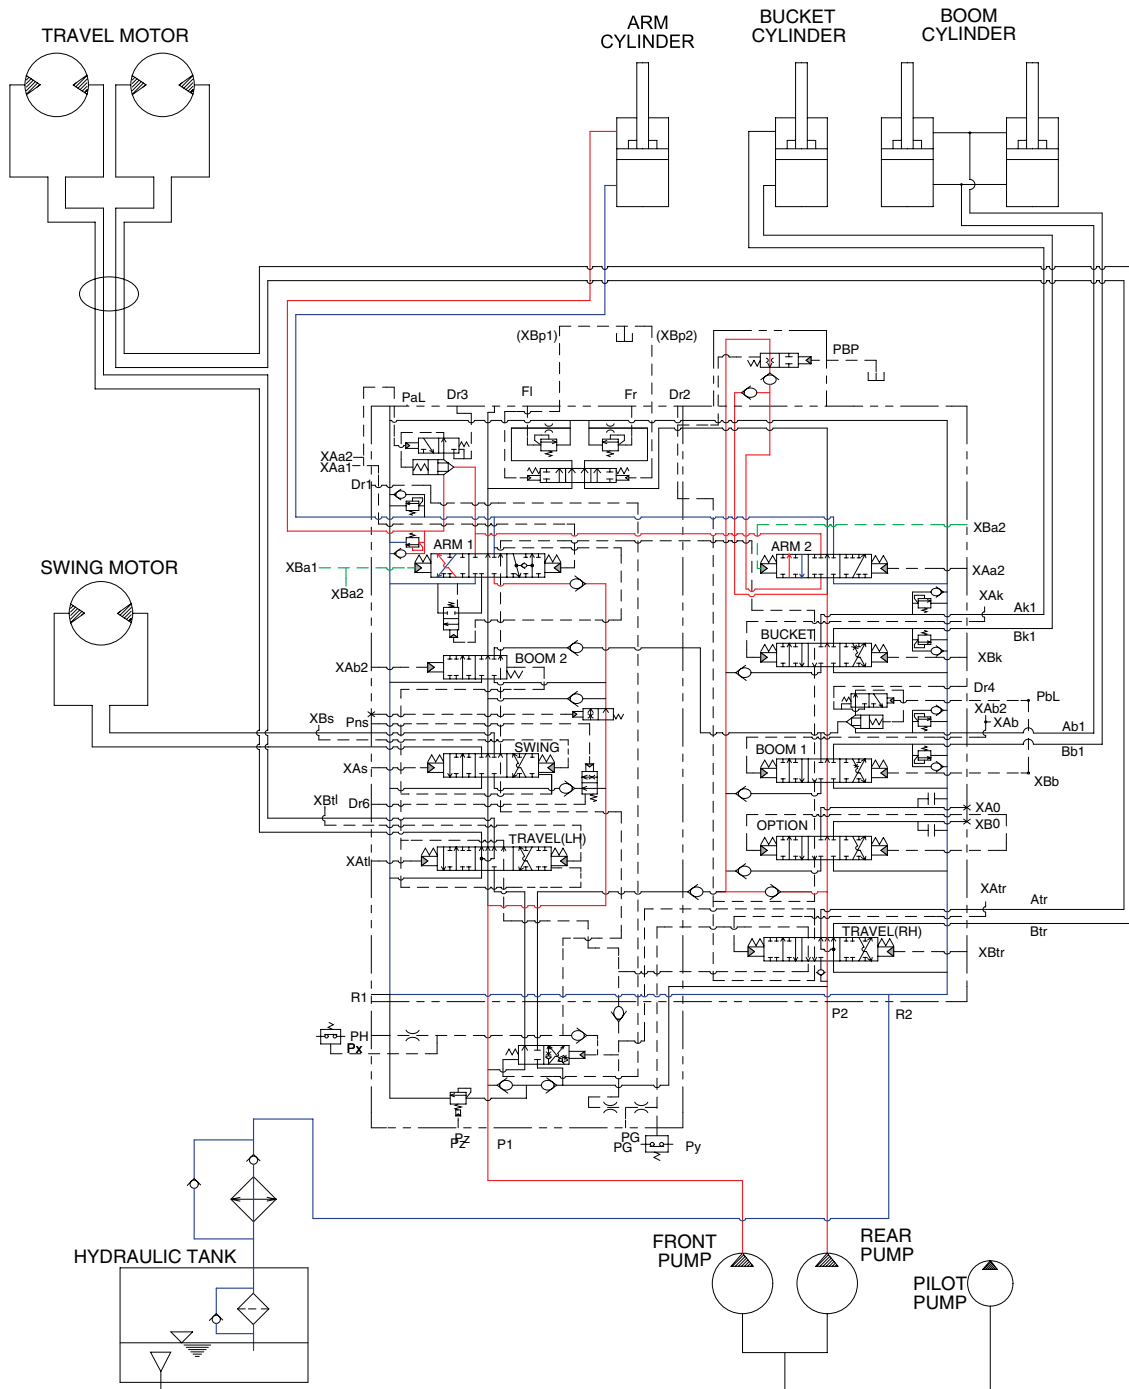 TRAVEL MOTOR
ARM
CYLINDER
BUCKET
CYLINDER
BOOM
CYLINDER
(XBp1)
(XBp2)
PBP
PaL
Dr3
Fl
Fr
Dr2
XAa2
XAa1
Dr1
ARM 1
ARM 2
XBa2
XBa1
XBa2
XAa2
SWING MOTOR
XAk
Ak1
BUCKET
Bk1
XBk
XAb2
BOOM 2
Dr4
PbL
XAb2
XAb
Ab1
XBs
Pns
SWING
BOOM 1
Bb1
XAs
XBb
XBtl
Dr6
XA0
XB0
TRAVEL(LH)
OPTION
XAtl
XAtr
Atr
TRAVEL(RH)
Btr
XBtr
R1
P2
R2
PH
Px
Pz
PZ
P1
PG
PG
Py
HYDRAULIC TANK
FRONT
PUMP
REAR
PUMP
PILOT
PUMP